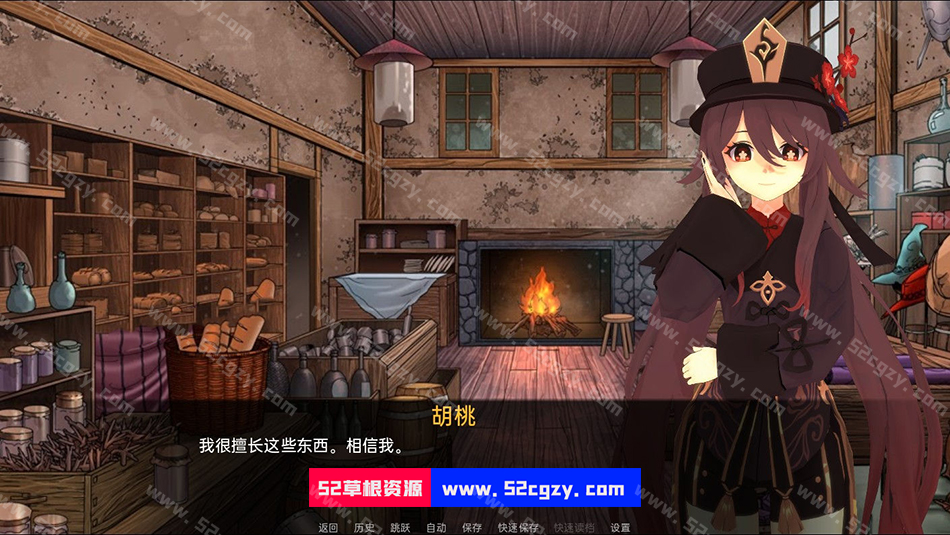 胡桃
我很擅长这些东西。相信我。
52草根资源 www.52cgzy.com
返回 历史 跳跃 自动 保存 快速保存 快速读档 设置